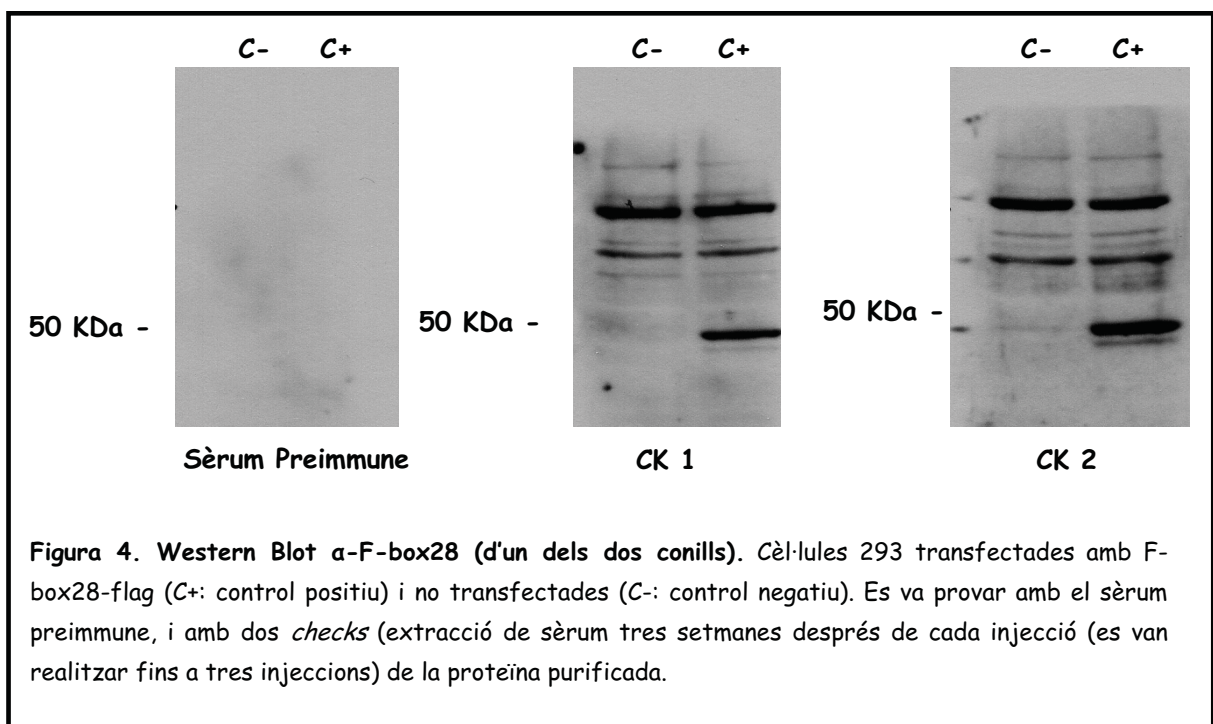 C-    C+    C-    C+    C-    C+
50 KDa -    50 KDa -    50 KDa -
Sèrum Preimmune    CK 1    CK 2
Figura 4. Western Blot α-F-box28 (d'un dels dos conills). Cèl·lules 293 transfectades amb F-
box28-flag (C+: control positiu) i no transfectades (C-: control negatiu). Es va provar amb el sèrum
preimmune, i amb dos checks (extracció de sèrum tres setmanes després de cada injecció (es van
realitzar fins a tres injeccions) de la proteïna purificada.